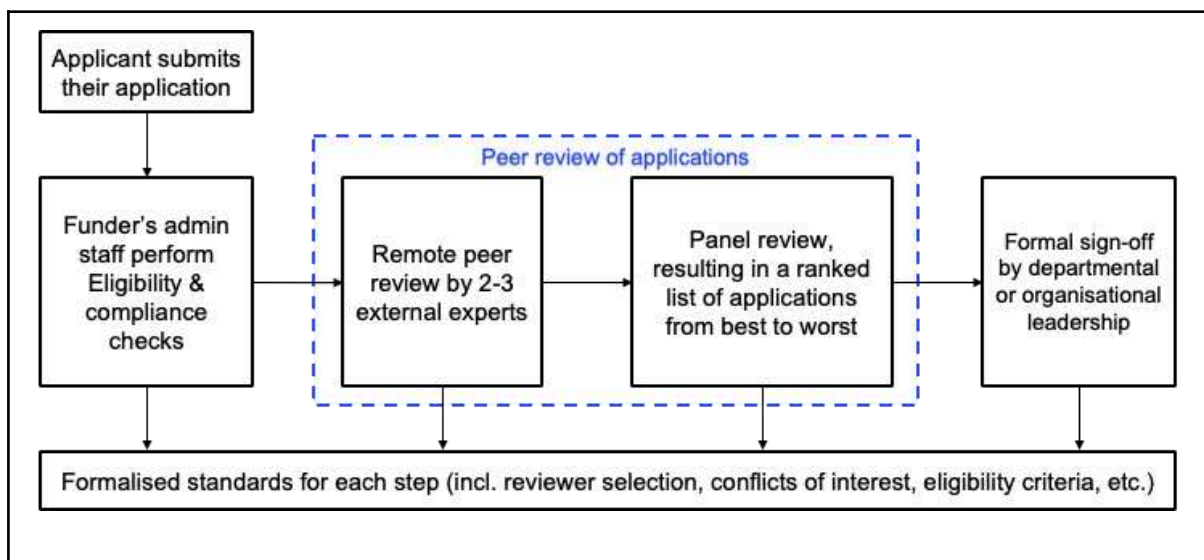 Applicant submits
their application
Peer review of applications
Funder's admin
staff perform
Eligibility &
compliance
checks
Remote peer
review by 2-3
external experts
Panel review,
resulting in a ranked
list of applications
from best to worst
Formal sign-off
by departmental
or organisational
leadership
Formalised standards for each step (incl. reviewer selection, conflicts of interest, eligibility criteria, etc.)